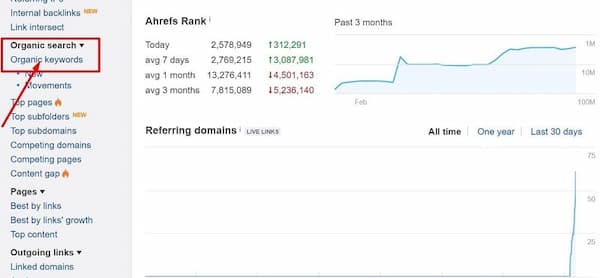 Internal backlinks NEW
Link intersect
Organic search ▾
Organic keywords
• New
• Movements
Top pages
Top subfolders NEW
Top subdomains
Competing domains
Competing pages
Content gap
Pages ▾
Best by links
Best by links' growth
Top content
Outgoing links ▾
Linked domains
Ahrefs Rank i
Today 2,578,949 ↑312,291
avg 7 days 2,769,215 ↑13,087,981
avg 1 month 13,276,411 ↓4,501,163
avg 3 months 7,815,089 ↓5,236,140
Past 3 months
1M
10M
Feb 100M
Referring domains i LIVE LINKS
All time One year Last 30 days
75
50
25